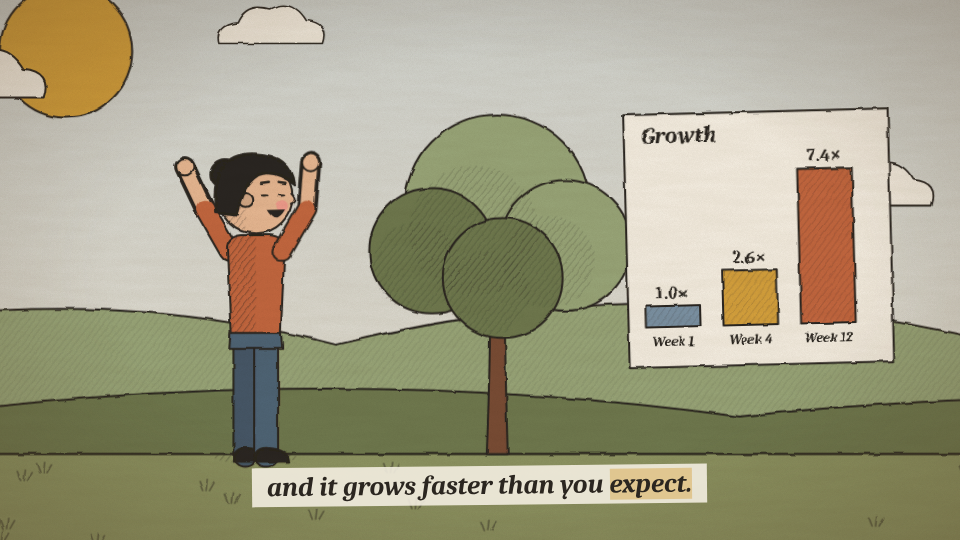 Growth
7.4×
2.6×
1.0×
Week 1
Week 4
Week 12
and it grows faster than you expect.